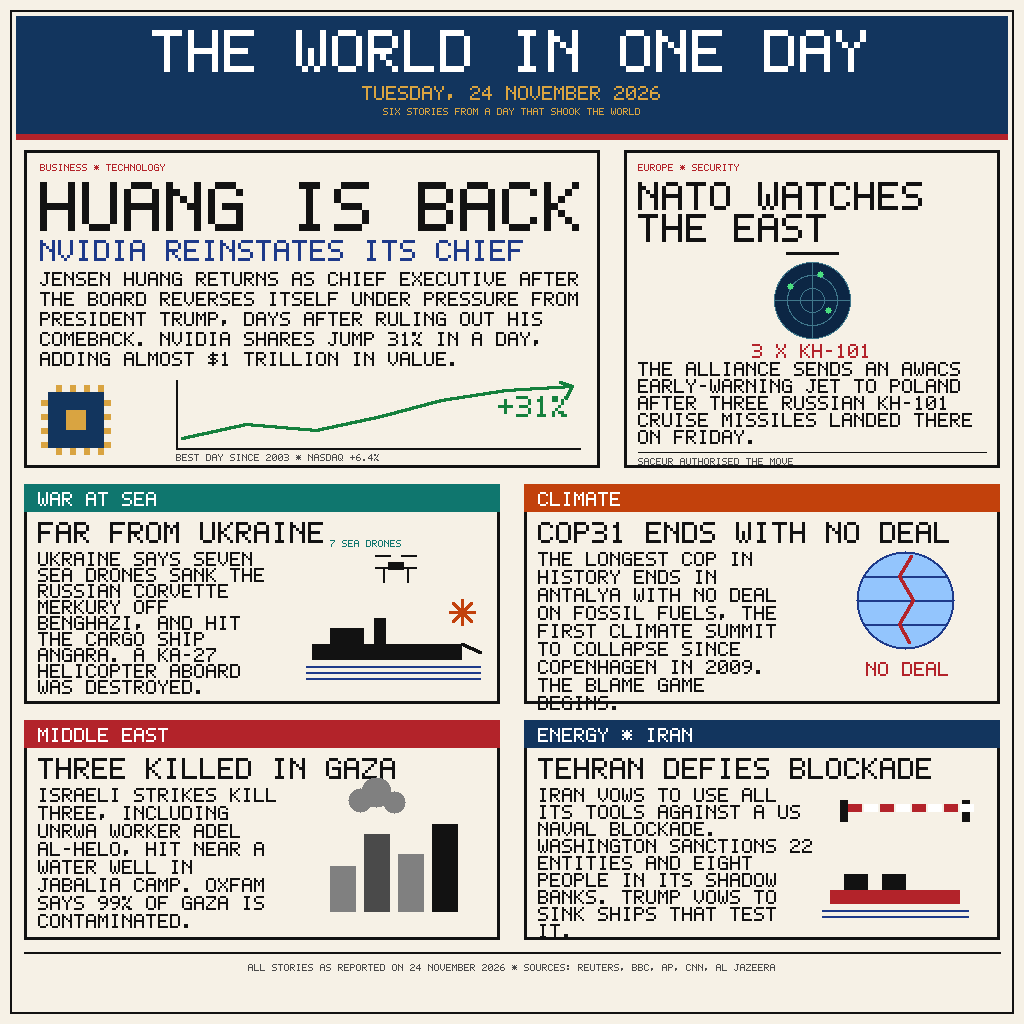 THE WORLD IN ONE DAY
TUESDAY, 24 NOVEMBER 2026
SIX STORIES FROM A DAY THAT SHOOK THE WORLD
BUSINESS * TECHNOLOGY
HUANG IS BACK
NVIDIA REINSTATES ITS CHIEF
JENSEN HUANG RETURNS AS CHIEF EXECUTIVE AFTER
THE BOARD REVERSES ITSELF UNDER PRESSURE FROM
PRESIDENT TRUMP, DAYS AFTER RULING OUT HIS
COMEBACK. NVIDIA SHARES JUMP 31% IN A DAY,
ADDING ALMOST $1 TRILLION IN VALUE.
+31%
BEST DAY SINCE 2003 * NASDAQ +6.4%
EUROPE * SECURITY
NATO WATCHES
THE EAST
3 X KH-101
THE ALLIANCE SENDS AN AWACS
EARLY-WARNING JET TO POLAND
AFTER THREE RUSSIAN KH-101
CRUISE MISSILES LANDED THERE
ON FRIDAY.
SACEUR AUTHORISED THE MOVE
WAR AT SEA
FAR FROM UKRAINE
7 SEA DRONES
UKRAINE SAYS SEVEN
SEA DRONES SANK THE
RUSSIAN CORVETTE
MERKURY OFF
BENGHAZI, AND HIT
THE CARGO SHIP
ANGARA. A KA-27
HELICOPTER ABOARD
WAS DESTROYED.
CLIMATE
COP31 ENDS WITH NO DEAL
THE LONGEST COP IN
HISTORY ENDS IN
ANTALYA WITH NO DEAL
ON FOSSIL FUELS, THE
FIRST CLIMATE SUMMIT
TO COLLAPSE SINCE
COPENHAGEN IN 2009.
THE BLAME GAME
BEGINS.
NO DEAL
MIDDLE EAST
THREE KILLED IN GAZA
ISRAELI STRIKES KILL
THREE, INCLUDING
UNRWA WORKER ADEL
AL-HELO, HIT NEAR A
WATER WELL IN
JABALIA CAMP. OXFAM
SAYS 99% OF GAZA IS
CONTAMINATED.
ENERGY * IRAN
TEHRAN DEFIES BLOCKADE
IRAN VOWS TO USE ALL
ITS TOOLS AGAINST A US
NAVAL BLOCKADE.
WASHINGTON SANCTIONS 22
ENTITIES AND EIGHT
PEOPLE IN ITS SHADOW
BANKS. TRUMP VOWS TO
SINK SHIPS THAT TEST
IT.
ALL STORIES AS REPORTED ON 24 NOVEMBER 2026 * SOURCES: REUTERS, BBC, AP, CNN, AL JAZEERA